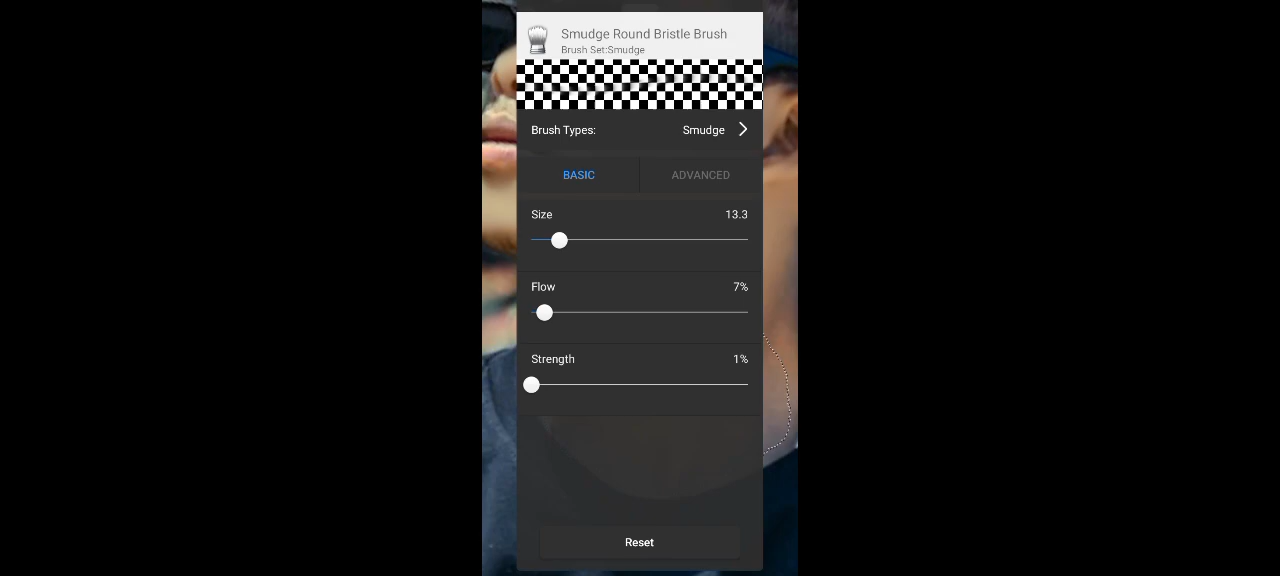 Smudge Round Bristle Brush
Brush Set:Smudge
Brush Types: Smudge
BASIC ADVANCED
Size 13.3
Flow 7%
Strength 1%
Reset